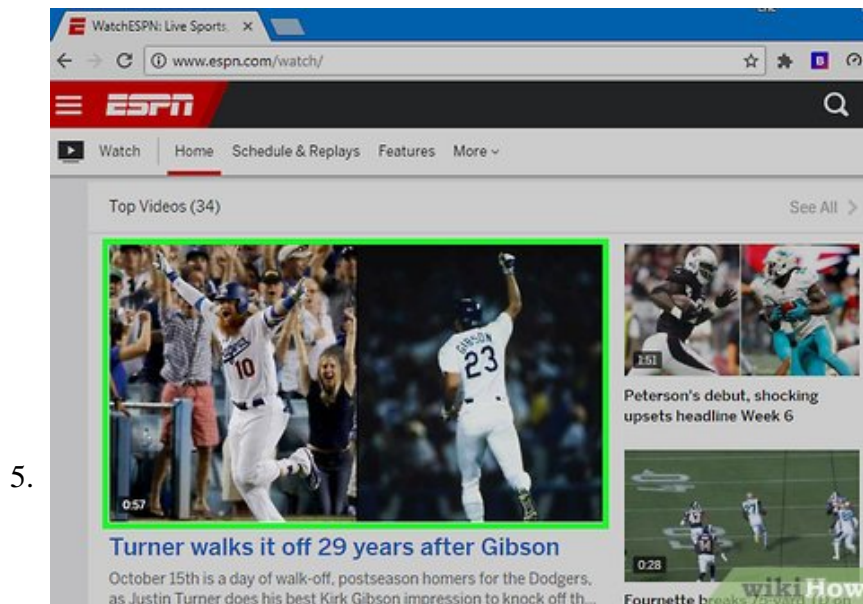 WatchESPN: Live Sports,
www.espn.com/watch/
ESPN
Watch Home Schedule & Replays Features More
Top Videos (34)
See All
10
GIBSON
23
0:57
1:51
Peterson's debut, shocking
upsets headline Week 6
5.
Turner walks it off 29 years after Gibson
October 15th is a day of walk-off, postseason homers for the Dodgers,
as Justin Turner does his best Kirk Gibson impression to knock off th...
0:28
Fournette breaks 75-yard
wikiHow